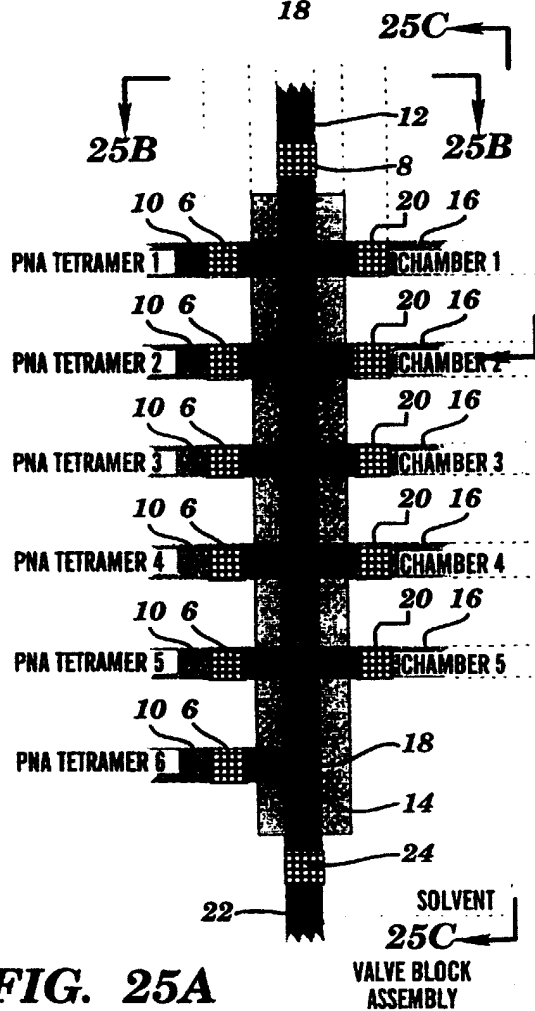 18
25C
25B 12 25B
8
10 6 20 16
PNA TETRAMER 1 CHAMBER 1
10 6 20 16
PNA TETRAMER 2 CHAMBER 2
10 6 20 16
PNA TETRAMER 3 CHAMBER 3
10 6 20 16
PNA TETRAMER 4 CHAMBER 4
10 6 20 16
PNA TETRAMER 5 CHAMBER 5
10 6
PNA TETRAMER 6 18
14
24
SOLVENT
22 25C
FIG. 25A VALVE BLOCK
ASSEMBLY